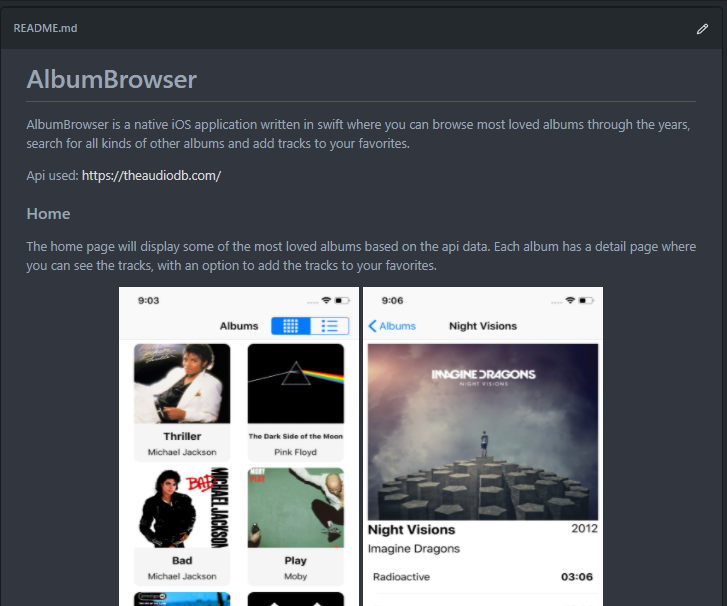 README.md
AlbumBrowser
AlbumBrowser is a native iOS application written in swift where you can browse most loved albums through the years,
search for all kinds of other albums and add tracks to your favorites.
Api used: https://theaudiodb.com/
Home
The home page will display some of the most loved albums based on the api data. Each album has a detail page where
you can see the tracks, with an option to add the tracks to your favorites.
9:03
Albums
Thriller
Michael Jackson
The Dark Side of the Moon
Pink Floyd
BAD
MICHAEL JACKSON
Bad
Michael Jackson
MOBY
PLAY
Play
Moby
9:06
Albums
Night Visions
IMAGINE DRAGONS
NIGHT VISIONS
Night Visions
2012
Imagine Dragons
Radioactive
03:06